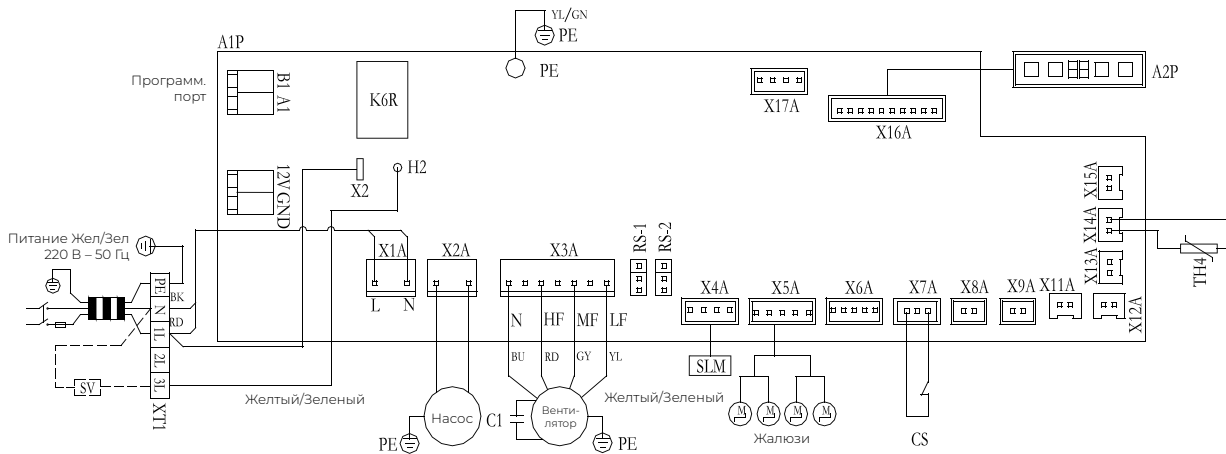 YL/GN
PE
A1P
PE
Программ.
порт
B1 A1
K6R
X17A
X16A
A2P
12V GND
X2
H2
X15A
X14A
X13A
TH4
Питание Жел/Зел
220 В – 50 Гц
X1A
L N
X2A
X3A
N HF MF LF
BU RD GY YL
RS-1
RS-2
X4A
X5A
X6A
X7A
X8A
X9A
X11A
X12A
PE
N
1L
2L
3L
XT1
BK
RD
SV
SLM
Желтый/Зеленый
Желтый/Зеленый
Насос
PE
C1
Венти-
лятор
PE
M M M M
Жалюзи
CS